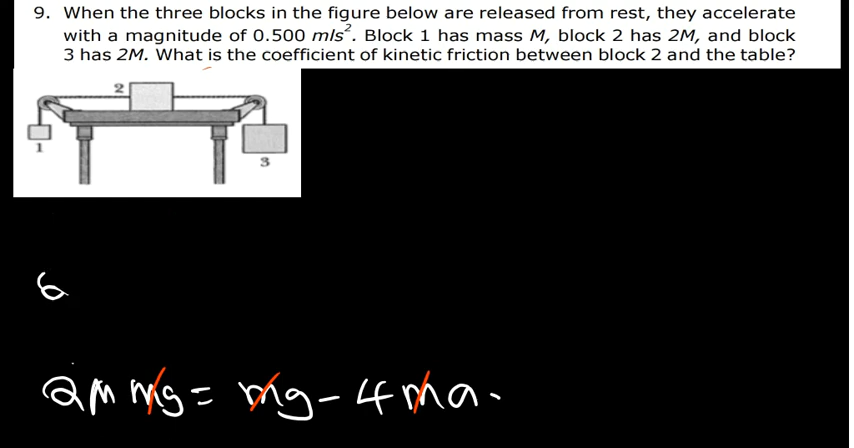 9. When the three blocks in the figure below are released from rest, they accelerate
with a magnitude of 0.500 mls². Block 1 has mass M, block 2 has 2M, and block
3 has 2M. What is the coefficient of kinetic friction between block 2 and the table?
2
1
3
6
2M mg = mg - 4ma.